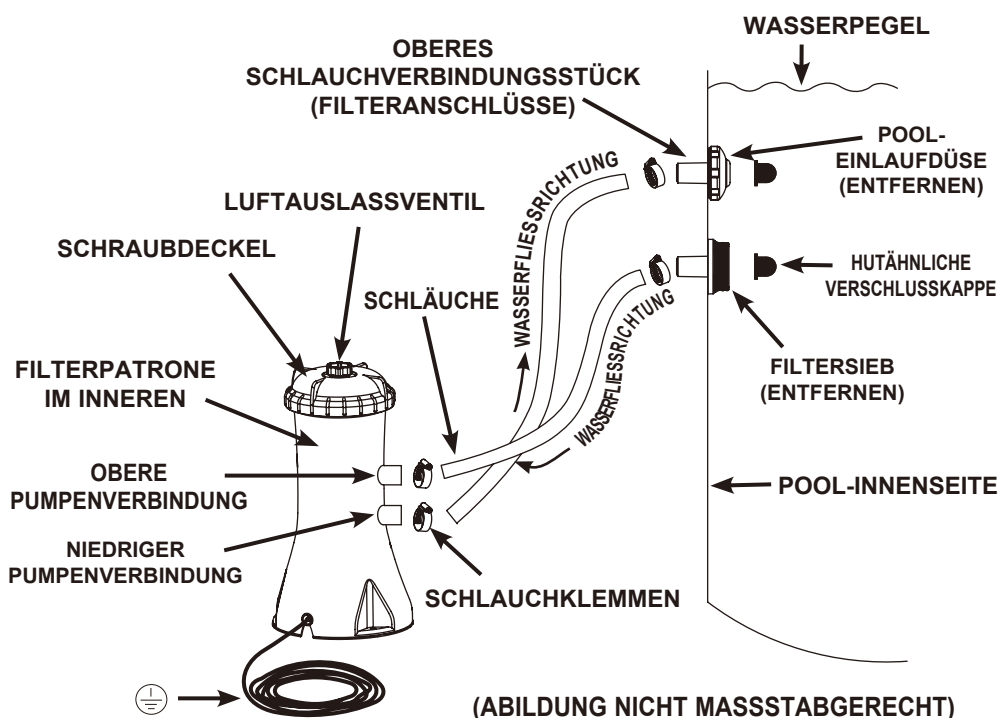 WASSERPEGEL
OBERES
SCHLAUCHVERBINDUNGSSTÜCK
(FILTERANSCHLÜSSE)
POOL-
EINLAUFDÜSE
(ENTFERNEN)
WASSERFLIESSRICHTUNG
LUFTAUSLASSVENTIL
SCHRAUBDECKEL
HUTÄHNLICHE
VERSCHLUSSKAPPE
SCHLÄUCHE
WASSERFLIESSRICHTUNG
FILTERPATRONE
IM INNEREN
FILTERSIEB
(ENTFERNEN)
OBERE
PUMPENVERBINDUNG
POOL-INNENSEITE
NIEDRIGER
PUMPENVERBINDUNG
SCHLAUCHKLEMMEN
(ABILDUNG NICHT MASSSTABGERECHT)